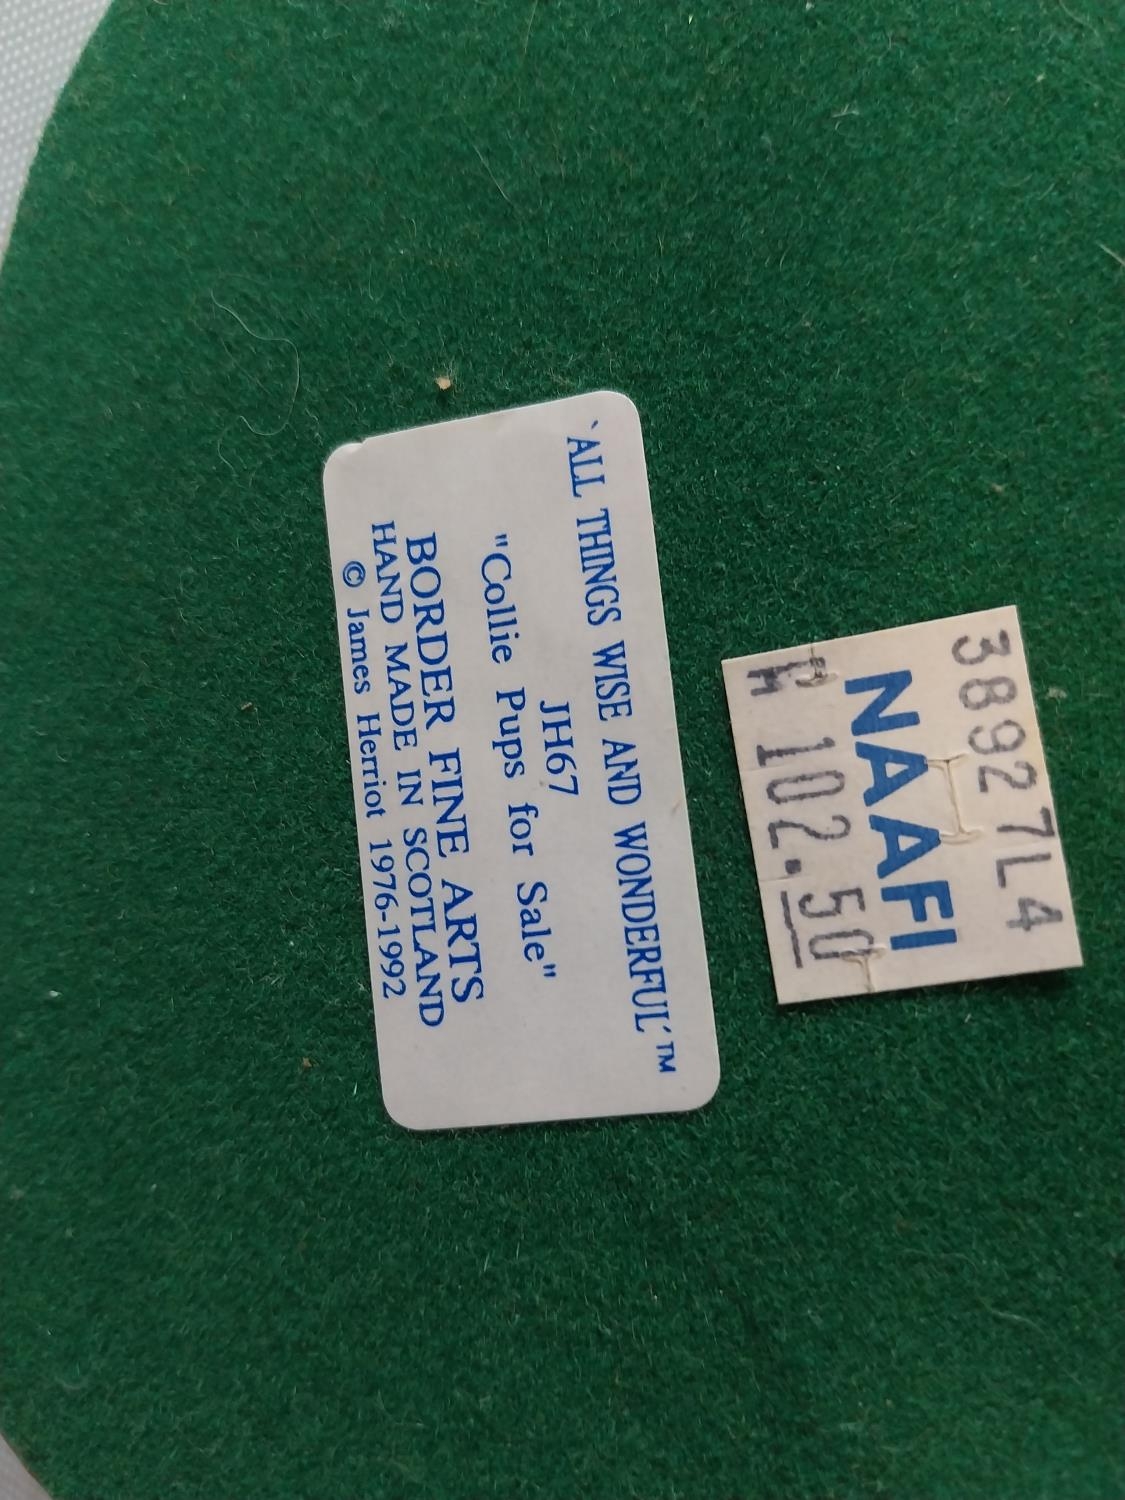 `ALL THINGS WISE AND WONDERFUL´™
JH67
"Collie Pups for Sale"
BORDER FINE ARTS
HAND MADE IN SCOTLAND
© James Herriot 1976-1992
38927L4
NAAFI
102.50